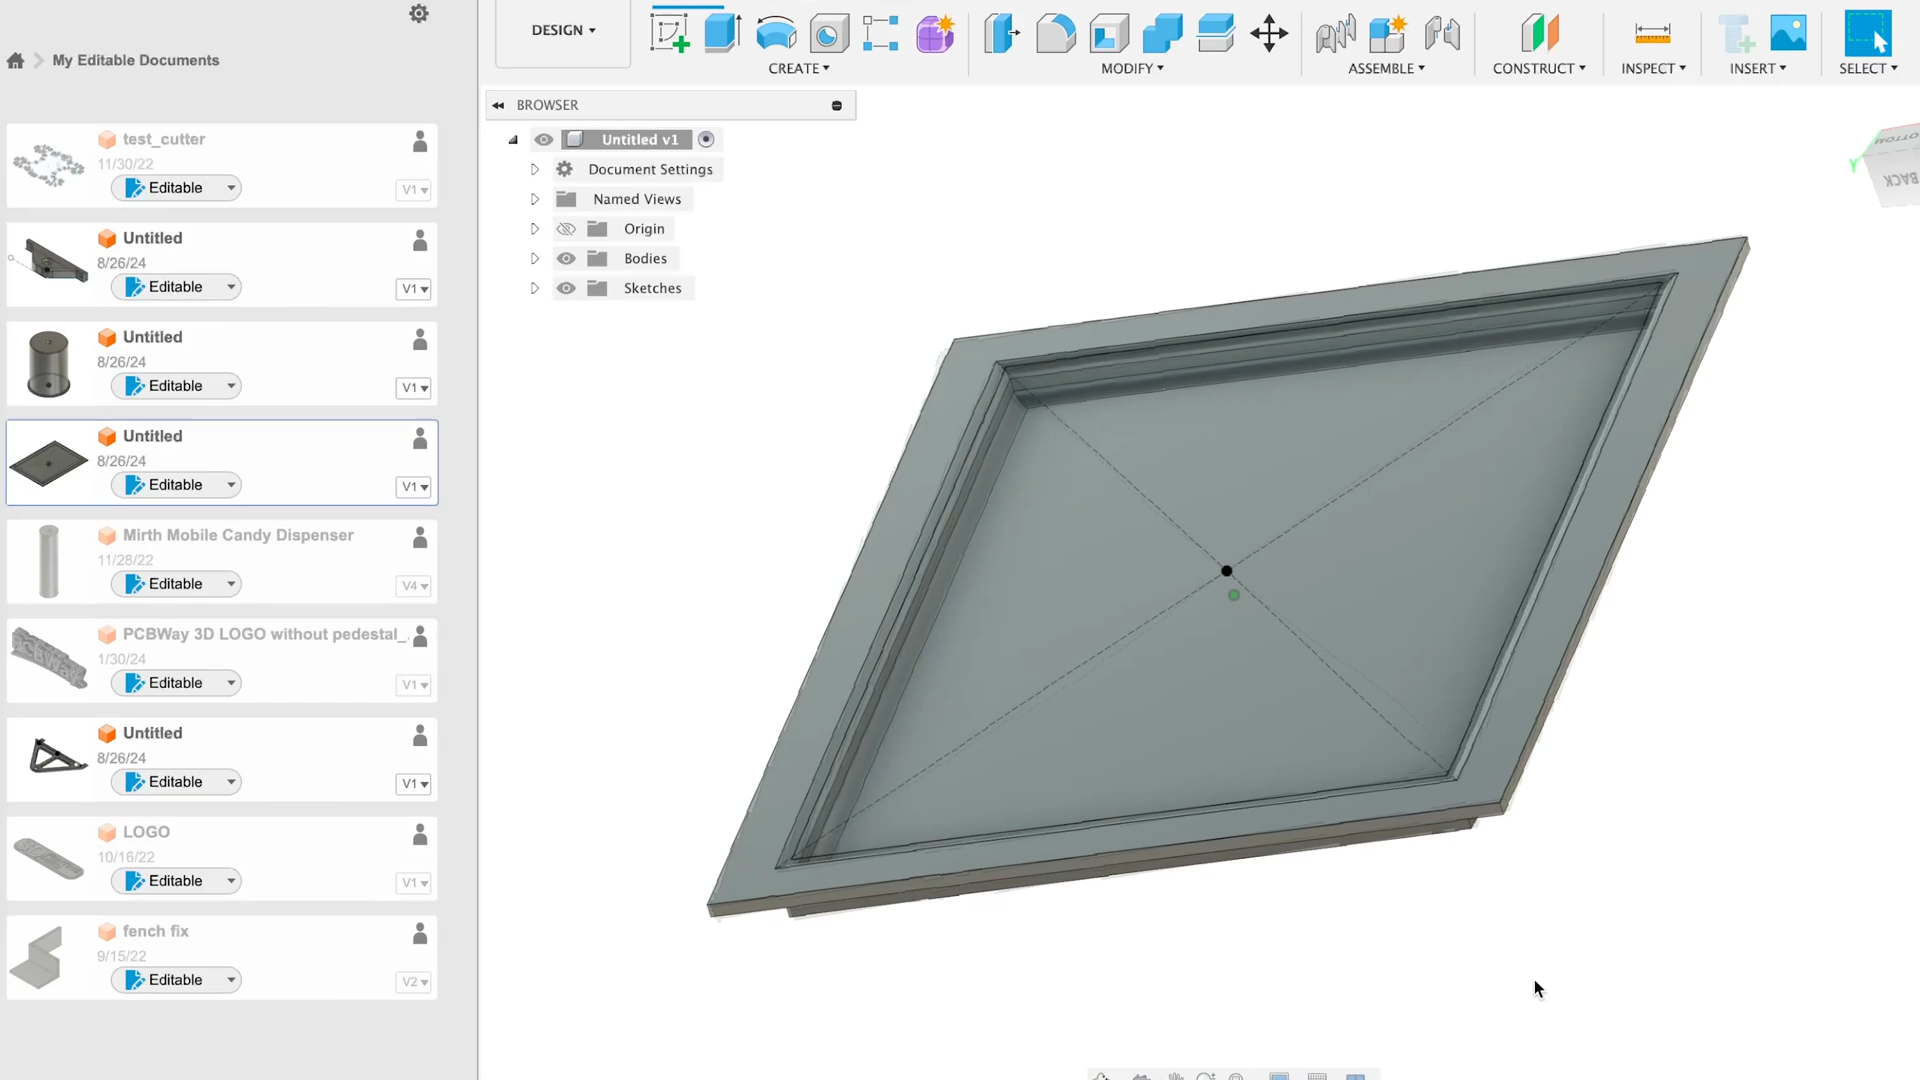 My Editable Documents
test_cutter
11/30/22
Editable
V1
Untitled
8/26/24
Editable
V1
Untitled
8/26/24
Editable
V1
Untitled
8/26/24
Editable
V1
Mirth Mobile Candy Dispenser
11/28/22
Editable
V4
PCBWay 3D LOGO without pedestal_
1/30/24
Editable
V1
Untitled
8/26/24
Editable
V1
LOGO
10/16/22
Editable
V1
fench fix
9/15/22
Editable
V2
DESIGN
CREATE
MODIFY
ASSEMBLE
CONSTRUCT
INSPECT
INSERT
SELECT
BROWSER
Untitled v1
Document Settings
Named Views
Origin
Bodies
Sketches
BOTTOM
Y
BACK